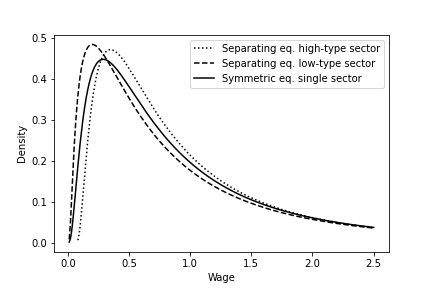 Separating eq. high-type sector
Separating eq. low-type sector
Symmetric eq. single sector
Density
0.5
0.4
0.3
0.2
0.1
0.0
0.0 0.5 1.0 1.5 2.0 2.5
Wage